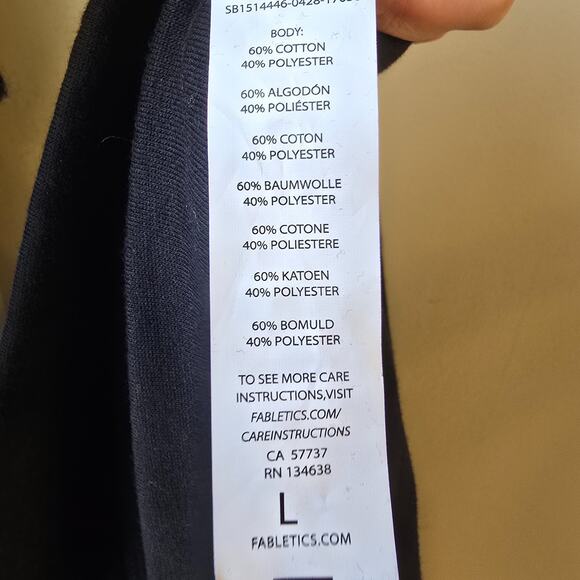 BODY:
60% COTTON
40% POLYESTER
60% ALGODÓN
40% POLIÉSTER
60% COTON
40% POLYESTER
60% BAUMWOLLE
40% POLYESTER
60% COTONE
40% POLIESTERE
60% KATOEN
40% POLYESTER
60% BOMULD
40% POLYESTER
TO SEE MORE CARE
INSTRUCTIONS,VISIT
FABLETICS.COM/
CAREINSTRUCTIONS
CA 57737
RN 134638
L
FABLETICS.COM